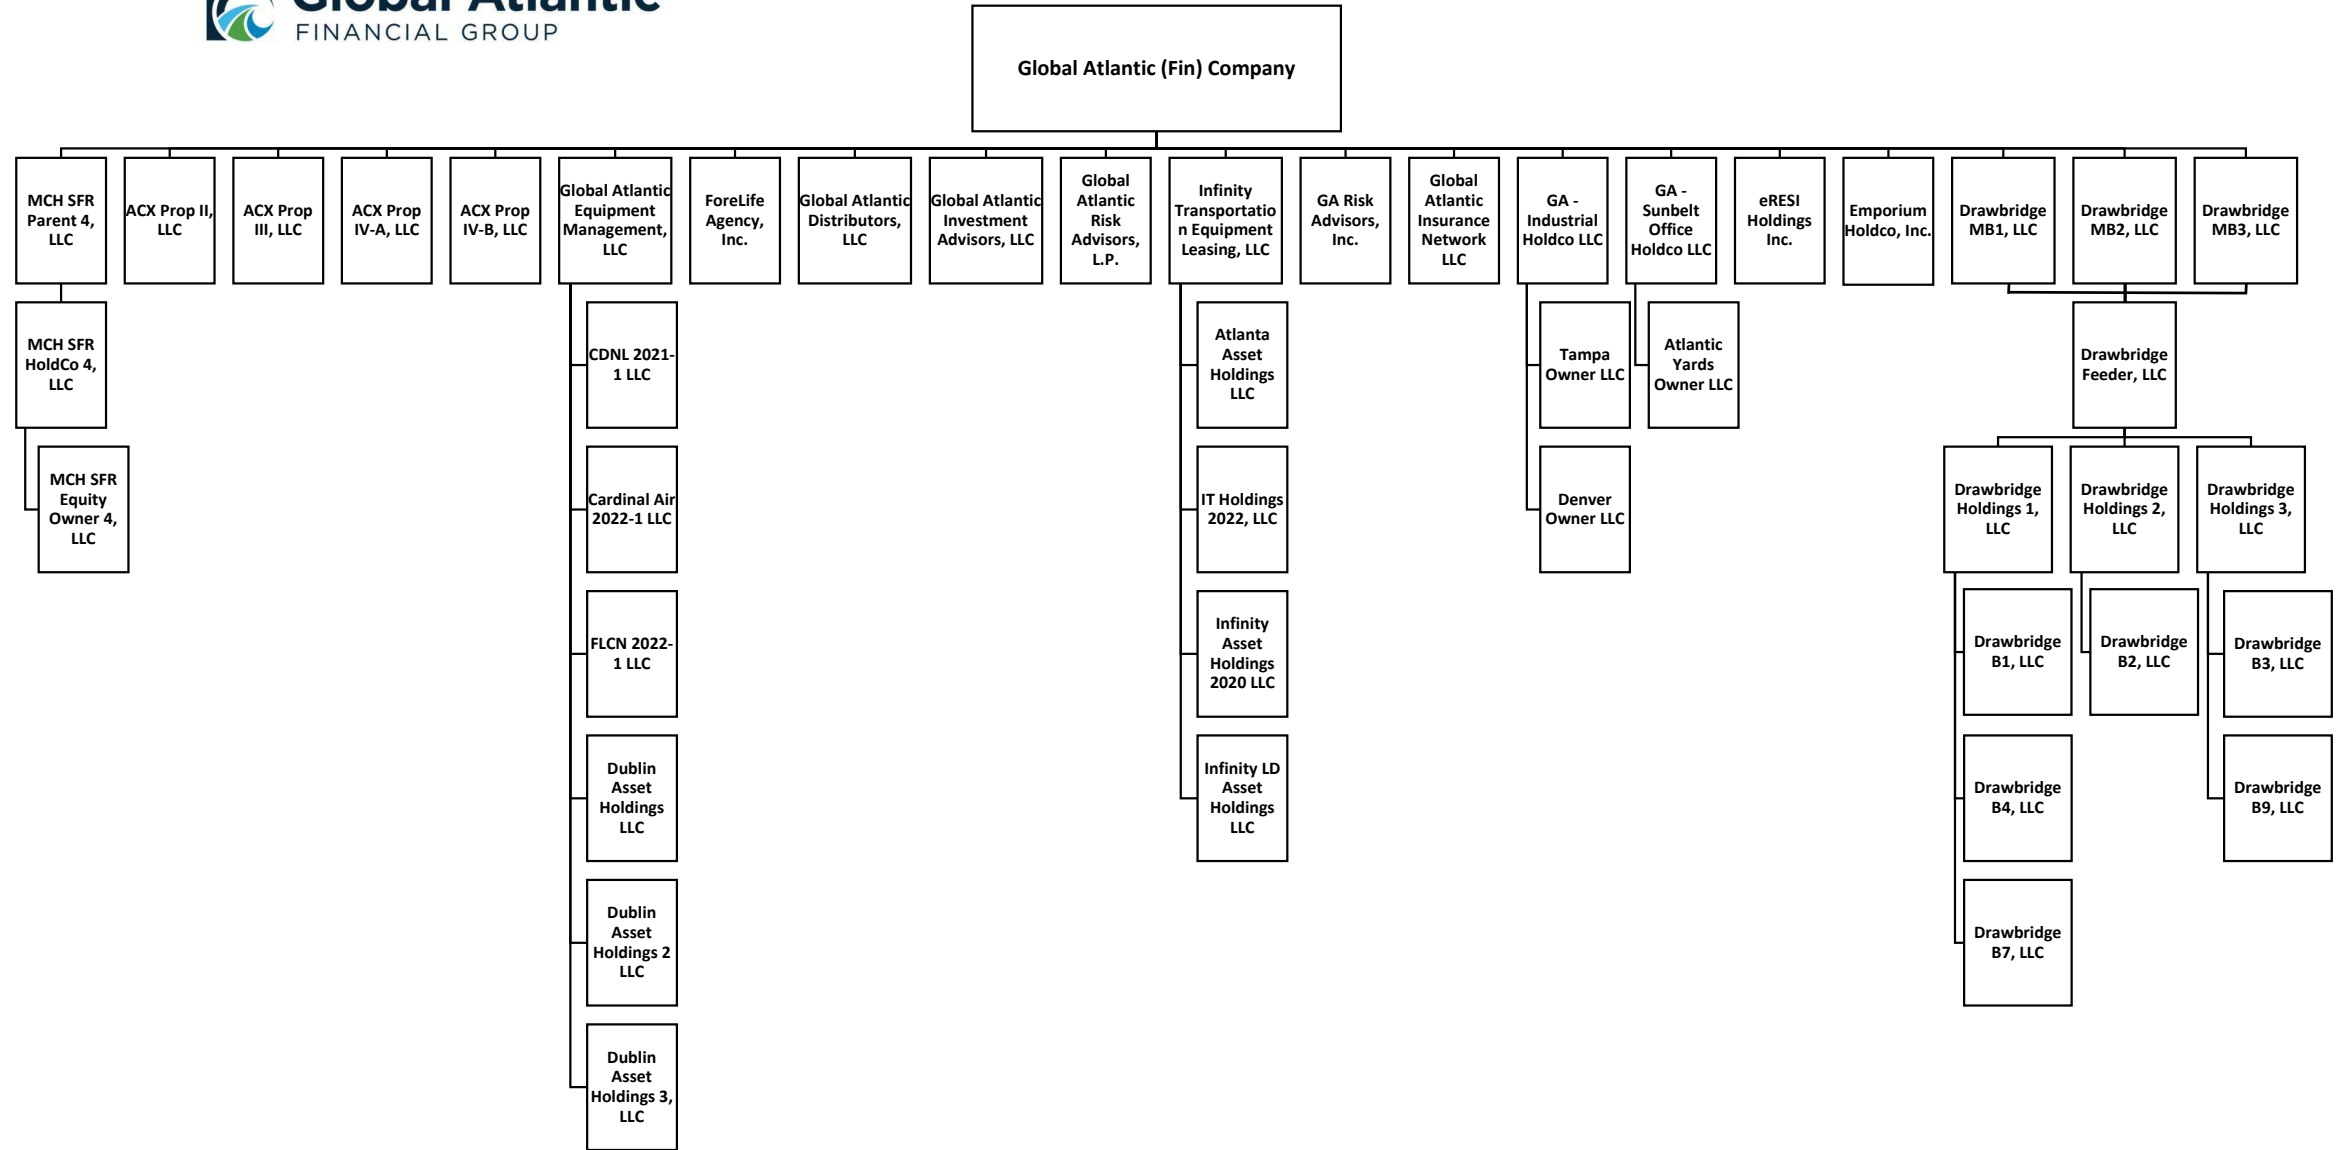 Global Atlantic
FINANCIAL GROUP
Global Atlantic (Fin) Company
MCH SFR
Parent 4,
LLC
ACX Prop II,
LLC
ACX Prop
III, LLC
ACX Prop
IV-A, LLC
ACX Prop
IV-B, LLC
Global Atlantic
Equipment
Management,
LLC
ForeLife
Agency,
Inc.
Global Atlantic
Distributors,
LLC
Global Atlantic
Investment
Advisors, LLC
Global
Atlantic
Risk
Advisors,
L.P.
Infinity
Transportatio
n Equipment
Leasing, LLC
GA Risk
Advisors,
Inc.
Global
Atlantic
Insurance
Network
LLC
GA -
Industrial
Holdco LLC
GA -
Sunbelt
Office
Holdco LLC
eRESI
Holdings
Inc.
Emporium
Holdco, Inc.
Drawbridge
MB1, LLC
Drawbridge
MB2, LLC
Drawbridge
MB3, LLC
MCH SFR
HoldCo 4,
LLC
CDNL 2021-
1 LLC
Atlanta
Asset
Holdings
LLC
Tampa
Owner LLC
Atlantic
Yards
Owner LLC
Drawbridge
Feeder, LLC
MCH SFR
Equity
Owner 4,
LLC
Cardinal Air
2022-1 LLC
IT Holdings
2022, LLC
Denver
Owner LLC
Drawbridge
Holdings 1,
LLC
Drawbridge
Holdings 2,
LLC
Drawbridge
Holdings 3,
LLC
FLCN 2022-
1 LLC
Infinity
Asset
Holdings
2020 LLC
Drawbridge
B1, LLC
Drawbridge
B2, LLC
Drawbridge
B3, LLC
Dublin
Asset
Holdings
LLC
Infinity LD
Asset
Holdings
LLC
Drawbridge
B4, LLC
Drawbridge
B9, LLC
Dublin
Asset
Holdings 2
LLC
Drawbridge
B7, LLC
Dublin
Asset
Holdings 3,
LLC